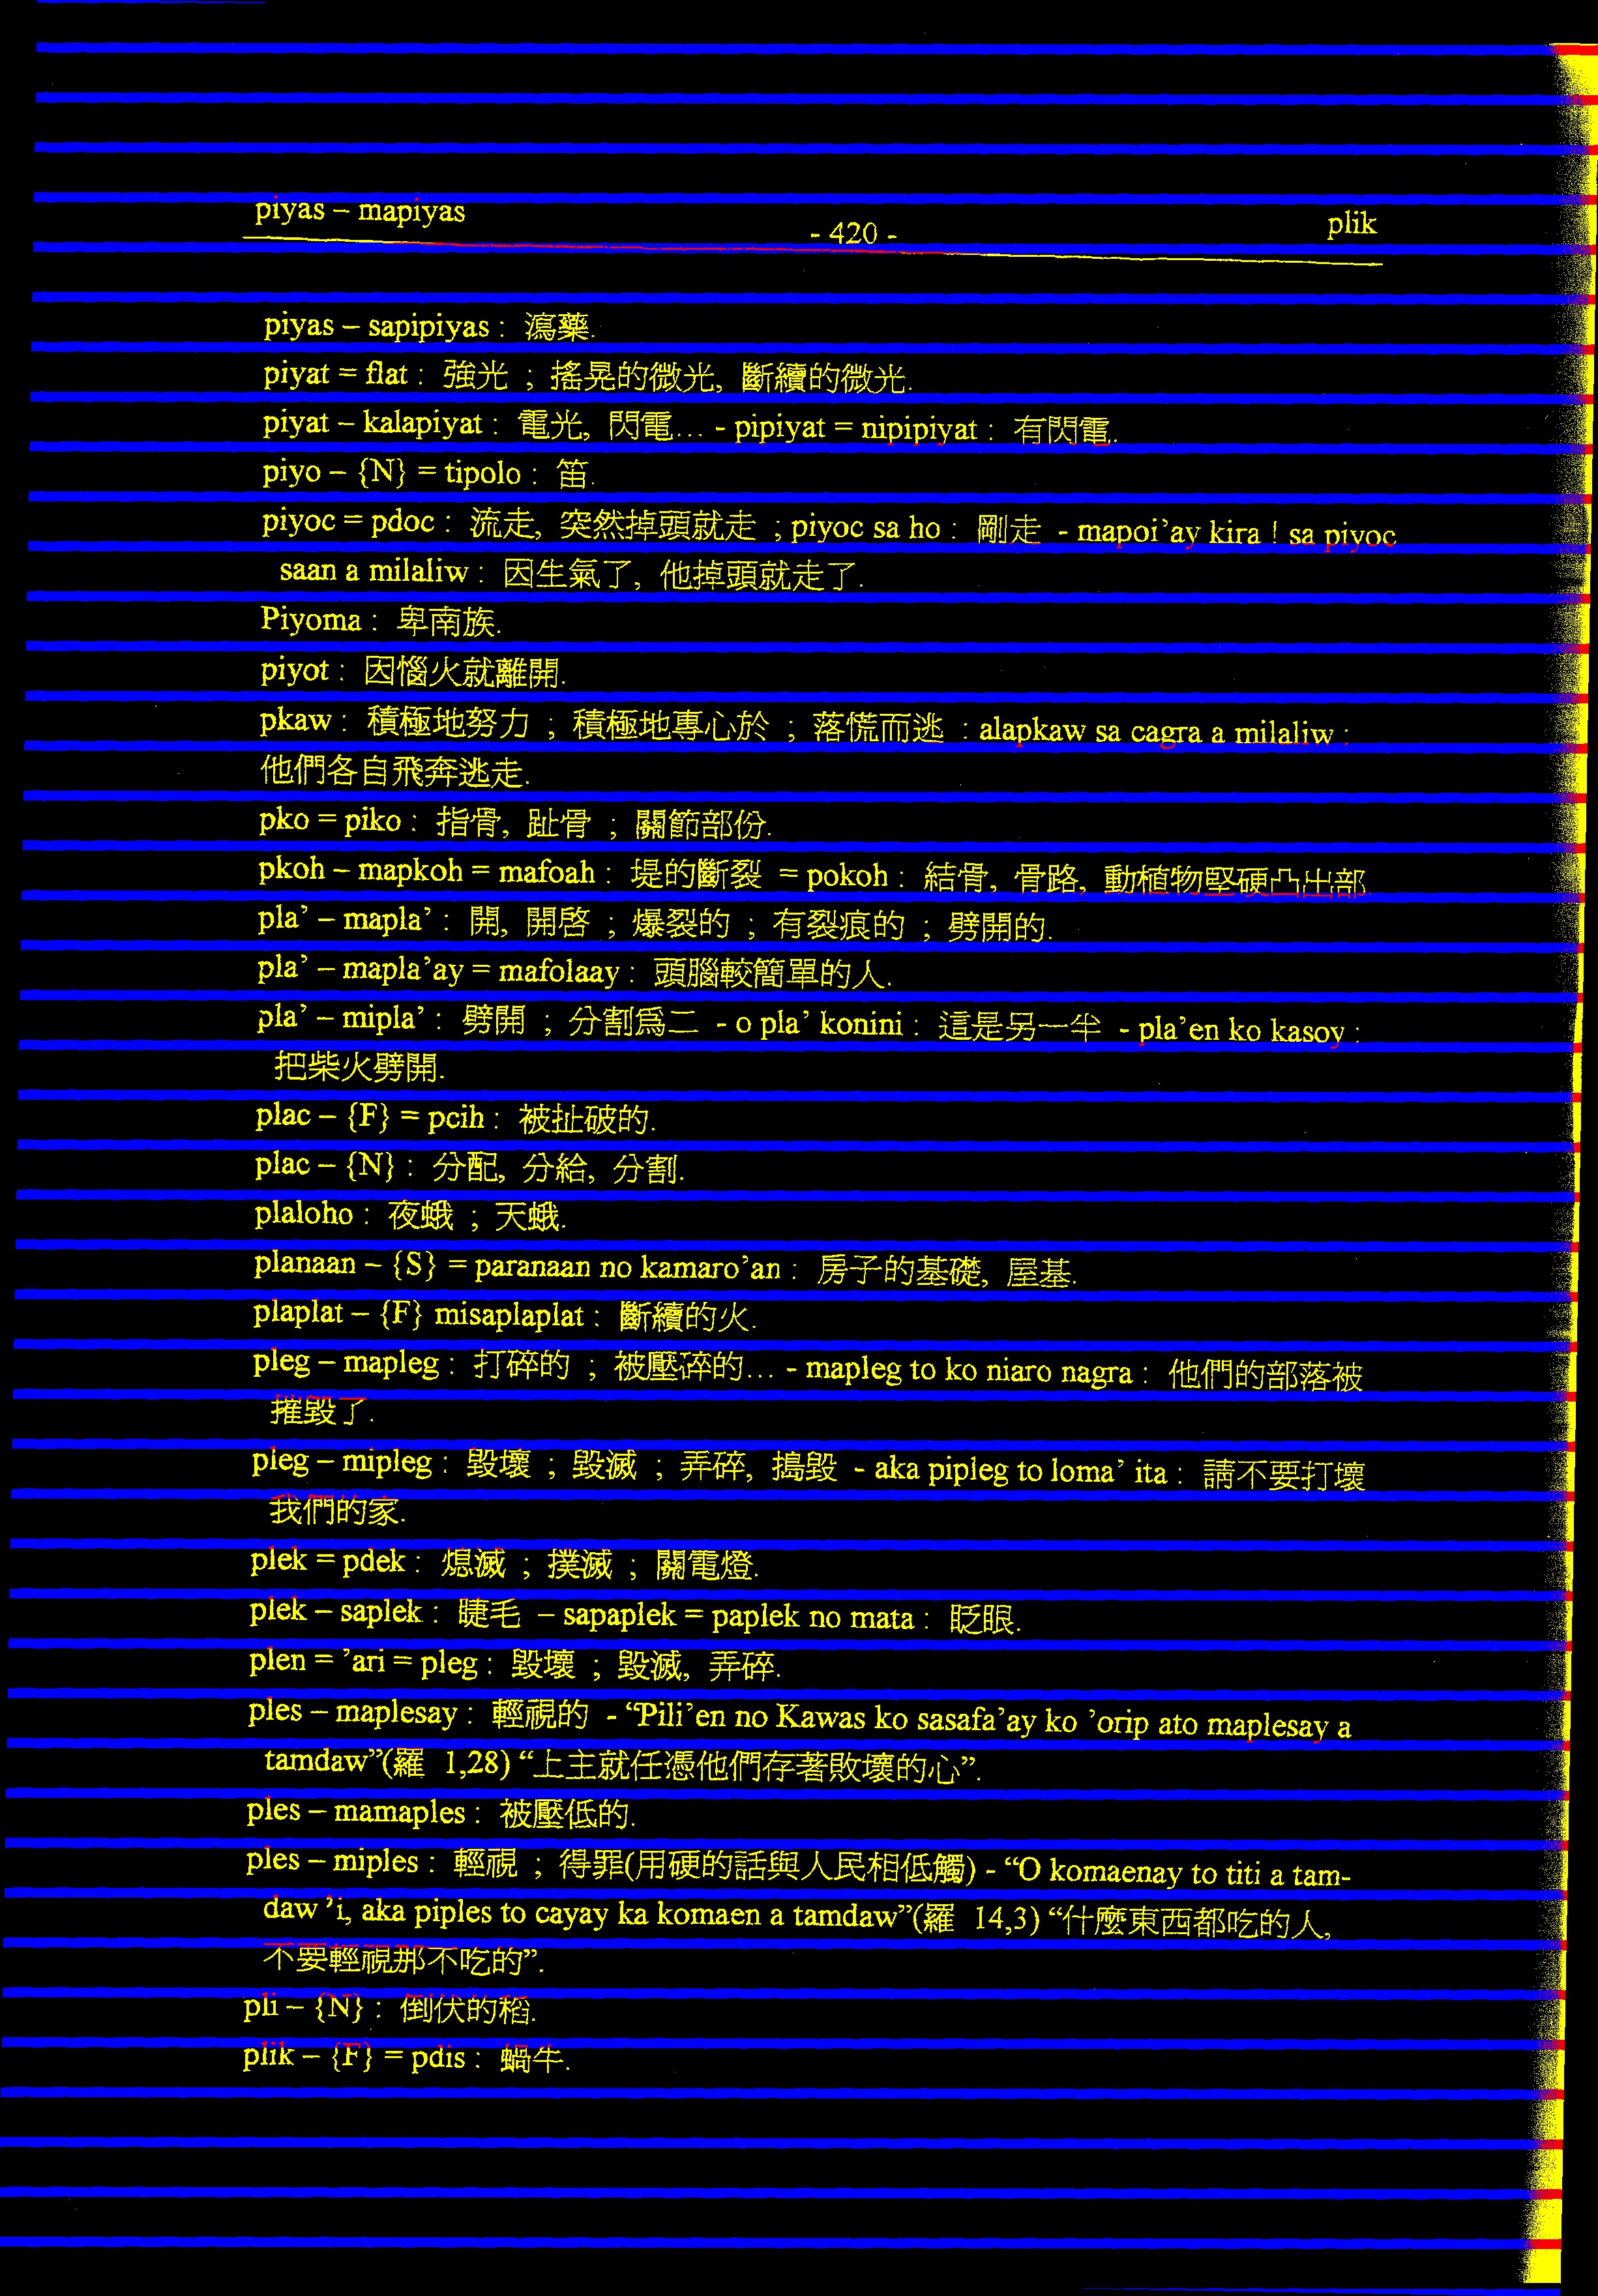 piyas – mapiyas - 420 - plik
piyas – sapipiyas : 瀉藥.
piyat = flat : 強光 ; 搖晃的微光, 斷續的微光.
piyat – kalapiyat : 電光, 閃電... - pipiyat = nipipiyat : 有閃電.
piyo – {N} = tipolo : 笛.
piyoc = pdoc : 流走, 突然掉頭就走 ; piyoc sa ho : 剛走 - mapoi’ay kira ! sa piyoc
saan a milaliw : 因生氣了, 他掉頭就走了.
Piyoma : 卑南族.
piyot : 因惱火就離開.
pkaw : 積極地努力 ; 積極地專心於 ; 落慌而逃 : alapkaw sa cagra a milaliw :
他們各自飛奔逃走.
pko = piko : 指骨, 趾骨 ; 關節部份.
pkoh – mapkoh = mafoah : 堤的斷裂 = pokoh : 結骨, 骨路, 動植物堅硬凸出部.
pla’ – mapla’ : 開, 開啓 ; 爆裂的 ; 有裂痕的 ; 劈開的.
pla’ – mapla’ay = mafolaay : 頭腦較簡單的人.
pla’ – mipla’ : 劈開 ; 分割爲二 - o pla’ konini : 這是另一半 - pla’en ko kasoy :
把柴火劈開.
plac – {F} = pcih : 被扯破的.
plac – {N} : 分配, 分給, 分割.
plaloho : 夜蛾 ; 天蛾.
planaan – {S} = paranaan no kamaro’an : 房子的基礎, 屋基.
plaplat – {F} misaplaplat : 斷續的火.
pleg – mapleg : 打碎的 ; 被壓碎的... - mapleg to ko niaro nagra : 他們的部落被
摧毀了.
pleg – mipleg : 毀壞 ; 毀滅 ; 弄碎, 搗毀 - aka pipleg to loma’ ita : 請不要打壞
我們的家.
plek = pdek : 熄滅 ; 撲滅 ; 關電燈.
plek – saplek : 睫毛 – sapaplek = paplek no mata : 眨眼.
plen = ’ari = pleg : 毀壞 ; 毀滅, 弄碎.
ples – maplesay : 輕視的 - “Pili’en no Kawas ko sasafa’ay ko ’orip ato maplesay a
tamdaw”(羅 1,28) “上主就任憑他們存著敗壞的心”.
ples – mamaples : 被壓低的.
ples – miples : 輕視 ; 得罪(用硬的話與人民相低觸) - “O komaenay to titi a tam-
daw ’i, aka piples to cayay ka komaen a tamdaw”(羅 14,3) “什麼東西都吃的人,
不要輕視那不吃的”.
pli – {N} : 倒伏的稻.
plik – {F} = pdis : 蝸牛.